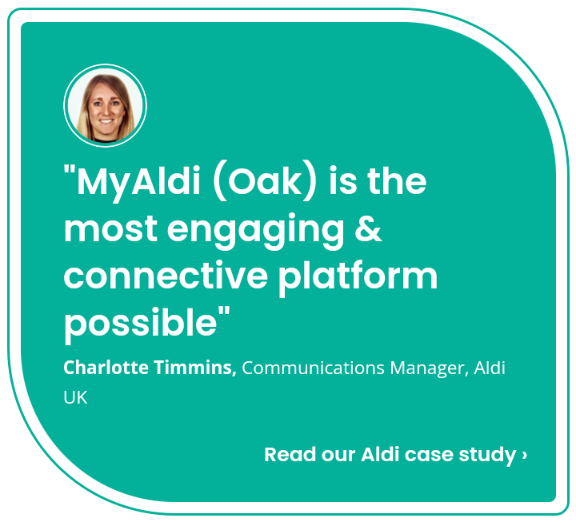 "MyAldi (Oak) is the
most engaging &
connective platform
possible"
Charlotte Timmins, Communications Manager, Aldi
UK
Read our Aldi case study ›